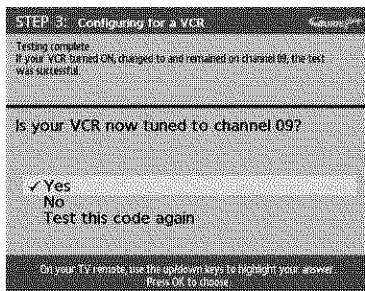 STEP 3: Configuring for a VCR
Testing complete
If your VCR turned ON, changed to and remained on channel 09, the test
was successful.
Is your VCR now tuned to channel 09?
✓ Yes
No
Test this code again
On your TV remote, use the up/down keys to highlight your answer.
Press OK to choose.